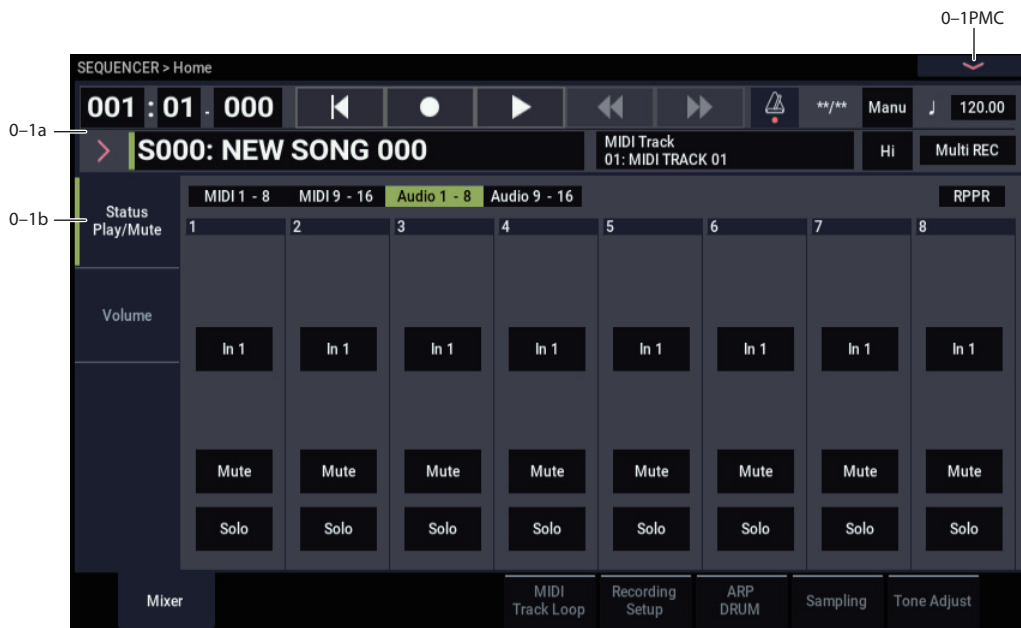 0–1PMC
SEQUENCER > Home
001 : 01 . 000 **/** Manu ♩ 120.00
0–1a
S000: NEW SONG 000
MIDI Track
01: MIDI TRACK 01
Hi
Multi REC
0–1b
Status
Play/Mute
MIDI 1 - 8 MIDI 9 - 16 Audio 1 - 8 Audio 9 - 16 RPPR
1 2 3 4 5 6 7 8
Volume
In 1 In 1 In 1 In 1 In 1 In 1 In 1 In 1
Mute Mute Mute Mute Mute Mute Mute Mute
Solo Solo Solo Solo Solo Solo Solo Solo
Mixer
MIDI
Track Loop
Recording
Setup
ARP
DRUM
Sampling
Tone Adjust